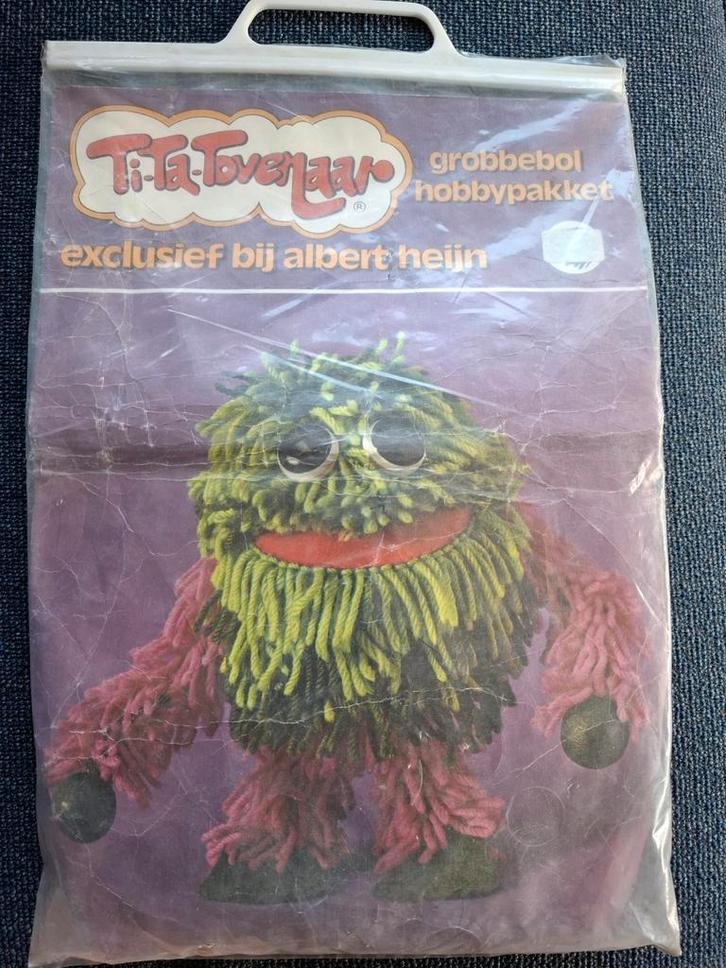 Ti-Ta-Tovenaar ®
grobbebol
hobbypakket
exclusief bij albert heijn